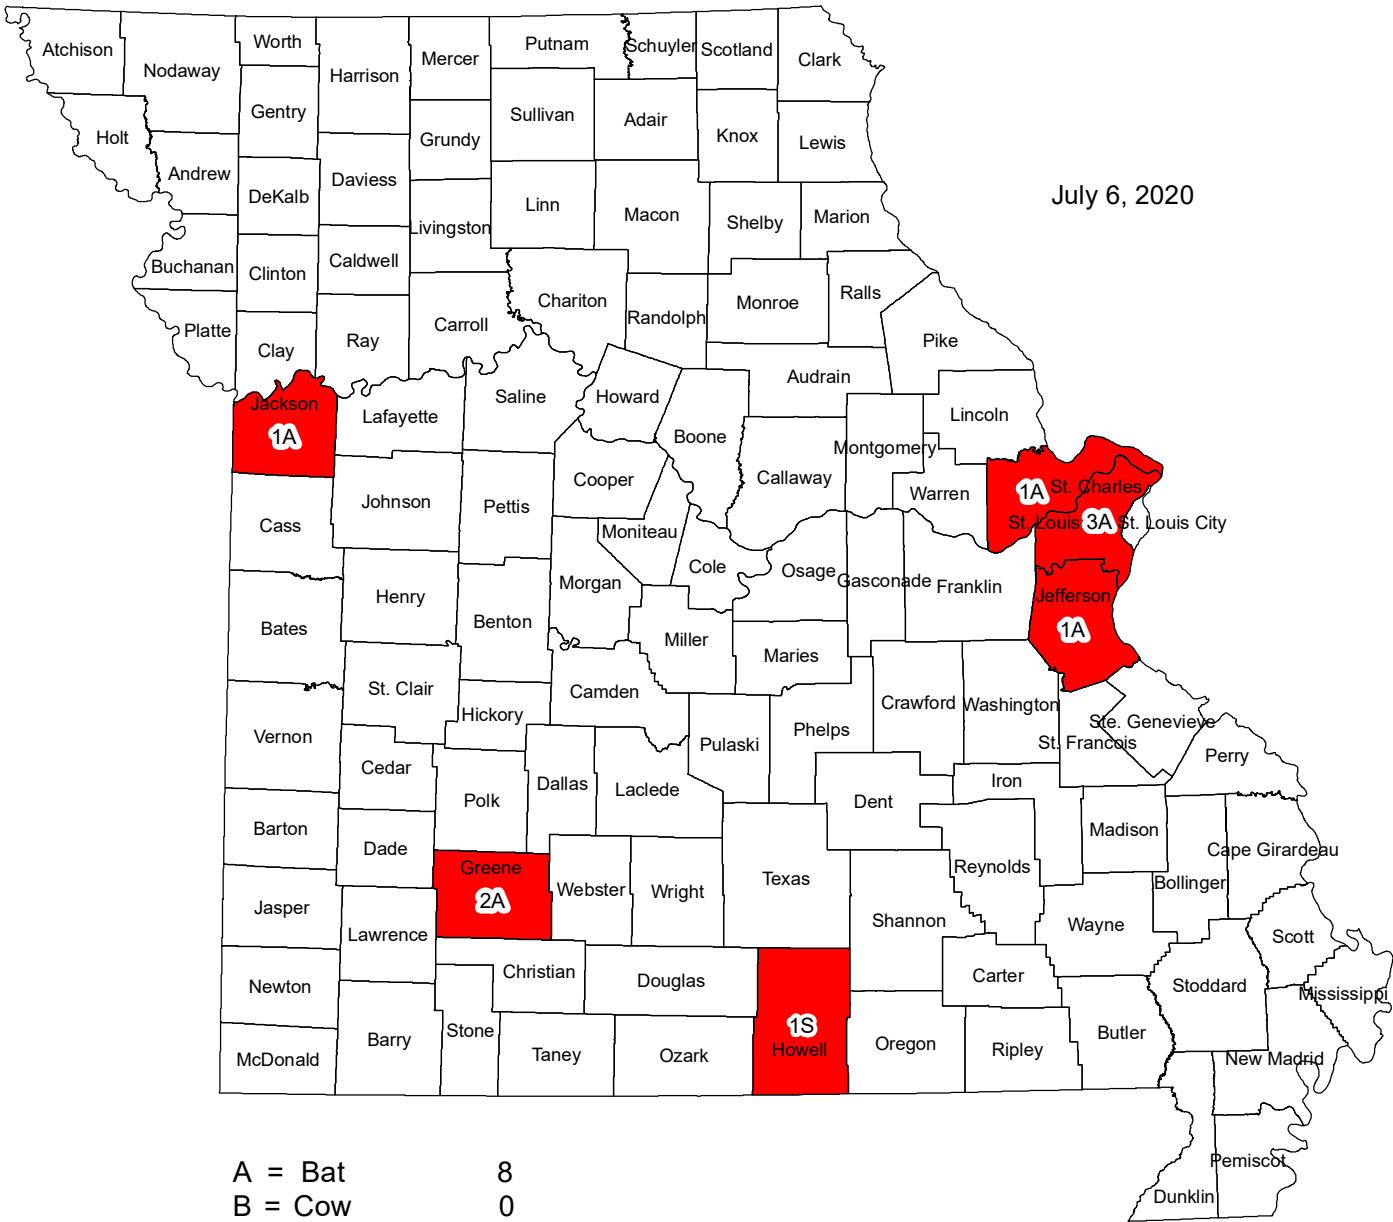 Atchison
Nodaway
Worth
Harrison
Mercer
Putnam
Schuyler
Scotland
Clark
Gentry
Sullivan
Adair
Knox
Lewis
Holt
Grundy
Andrew
DeKalb
Daviess
Linn
Macon
Shelby
Marion
July 6, 2020
Livingston
Buchanan
Clinton
Caldwell
Chariton
Randolph
Monroe
Ralls
Platte
Clay
Ray
Carroll
Pike
Audrain
Jackson
1A
Lafayette
Saline
Howard
Boone
Lincoln
Montgomery
Callaway
Cooper
Johnson
Pettis
Warren
1A
St. Charles
St. Louis
3A
St. Louis City
Cass
Moniteau
Cole
Osage
Gasconade
Franklin
Morgan
Henry
Jefferson
1A
Bates
Benton
Miller
Maries
St. Clair
Camden
Hickory
Crawford
Washington
Ste. Genevieve
St. Francois
Vernon
Pulaski
Phelps
Perry
Cedar
Polk
Dallas
Laclede
Dent
Iron
Barton
Dade
Madison
Cape Girardeau
Greene
2A
Webster
Wright
Texas
Reynolds
Bollinger
Jasper
Lawrence
Shannon
Wayne
Scott
Christian
Douglas
Carter
Stoddard
Mississippi
Newton
Stone
1S
Howell
Barry
Taney
Ozark
Oregon
Ripley
Butler
New Madrid
McDonald
Pemiscot
Dunklin
A = Bat 8
B = Cow 0